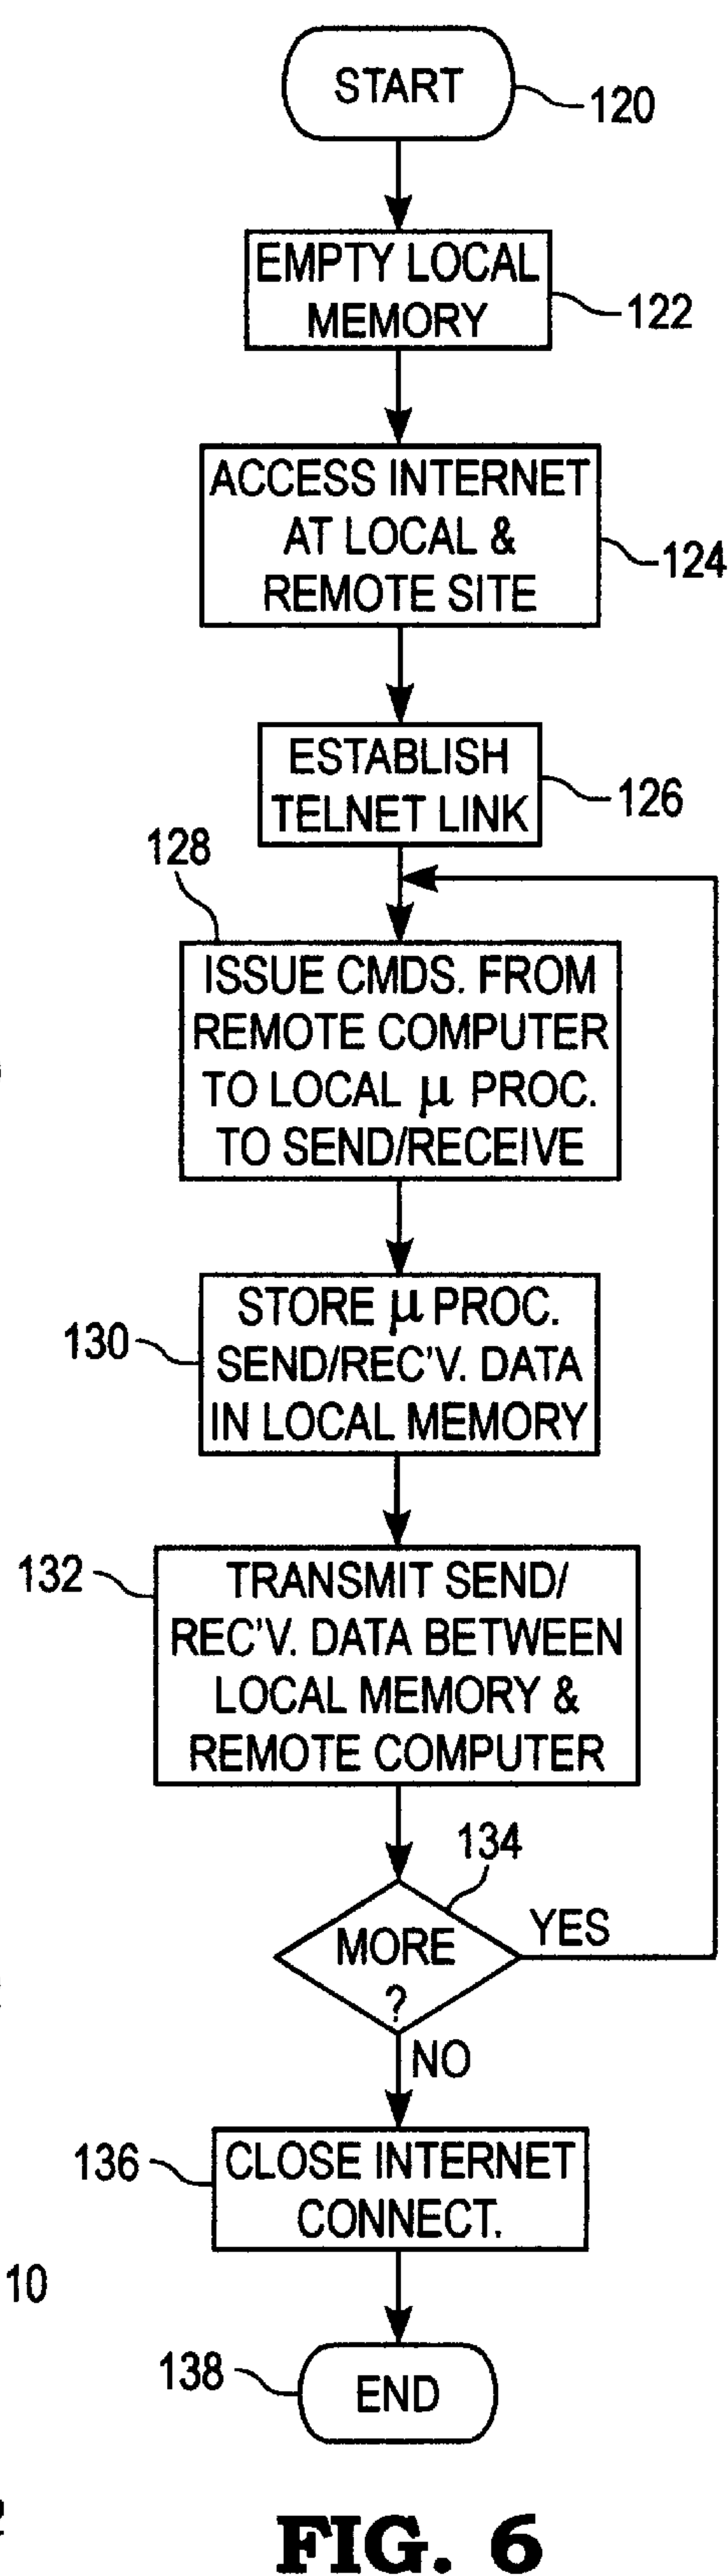 START
120
EMPTY LOCAL
MEMORY
122
ACCESS INTERNET
AT LOCAL &
REMOTE SITE
124
ESTABLISH
TELNET LINK
126
128
ISSUE CMDS. FROM
REMOTE COMPUTER
TO LOCAL μ PROC.
TO SEND/RECEIVE
130
STORE μ PROC.
SEND/REC'V. DATA
IN LOCAL MEMORY
132
TRANSMIT SEND/
REC'V. DATA BETWEEN
LOCAL MEMORY &
REMOTE COMPUTER
134
MORE
?
YES
NO
136
CLOSE INTERNET
CONNECT.
10
138
END
FIG. 6